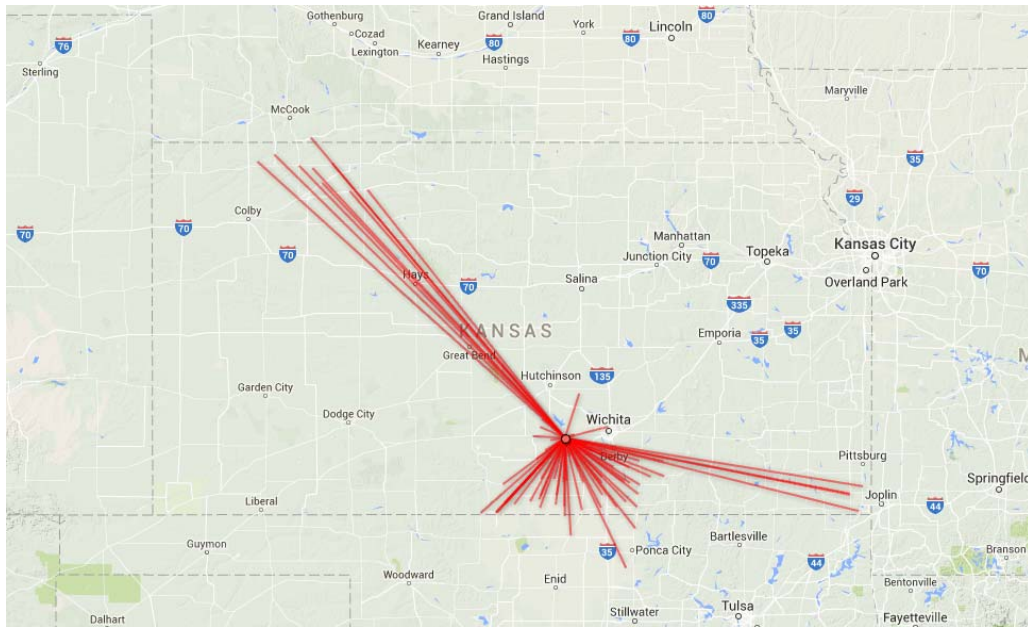 Gothenburg
Grand Island
York
80
Cozad
Lincoln
76
Lexington
Kearney
80
80
Hastings
Sterling
Maryville
McCook
35
29
Colby
70
70
Manhattan
Kansas City
70
Junction City
70
Topeka
Overland Park
70
Hays
70
Salina
335
KANSAS
Emporia
35
35
Great Bend
M
Hutchinson
135
Garden City
Dodge City
Wichita
Derby
Pittsburg
Springfield
Liberal
Joplin
44
Guymon
35
Ponca City
Bartlesville
44
Branson
Woodward
Enid
Bentonville
Dalhart
Stillwater
Tulsa
Fayetteville